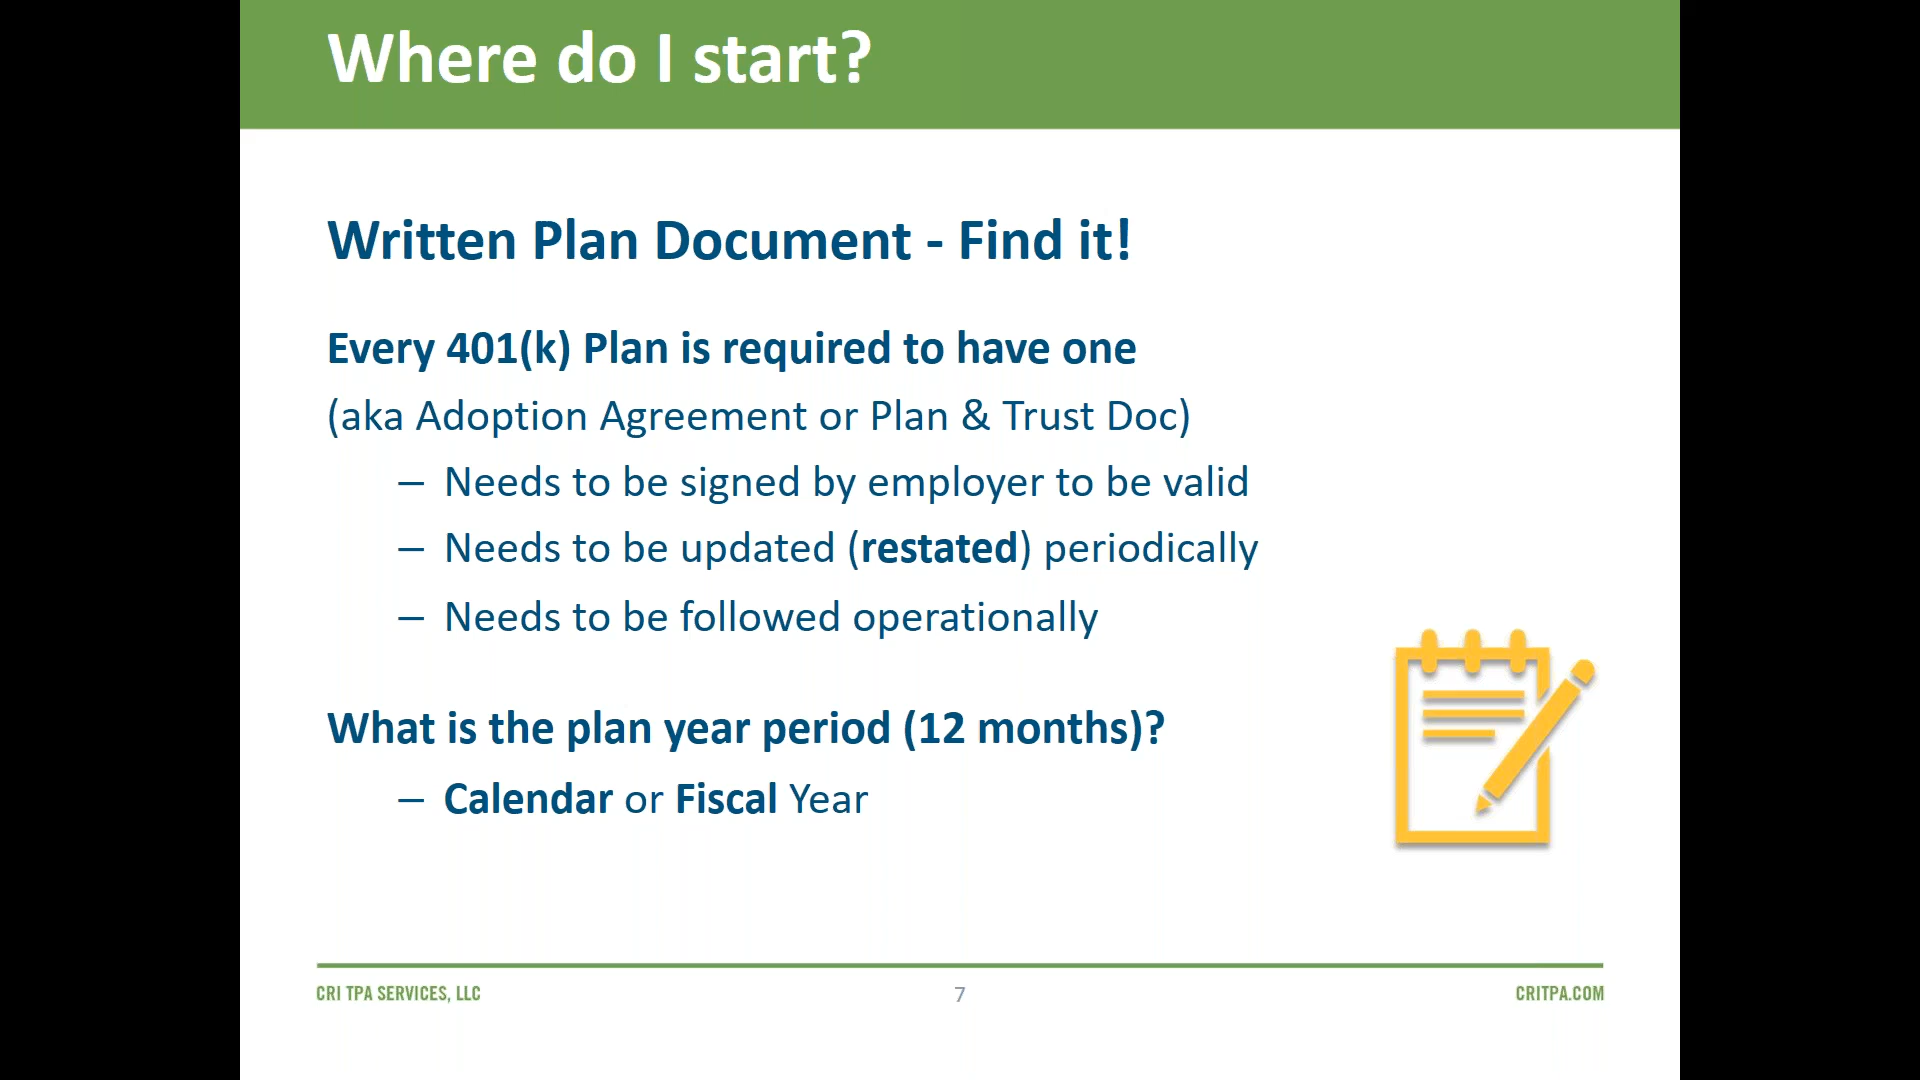 Where do I start?
Written Plan Document - Find it!
Every 401(k) Plan is required to have one
(aka Adoption Agreement or Plan & Trust Doc)
– Needs to be signed by employer to be valid
– Needs to be updated (restated) periodically
– Needs to be followed operationally
What is the plan year period (12 months)?
– Calendar or Fiscal Year
CRI TPA SERVICES, LLC
7
CRITPA.COM